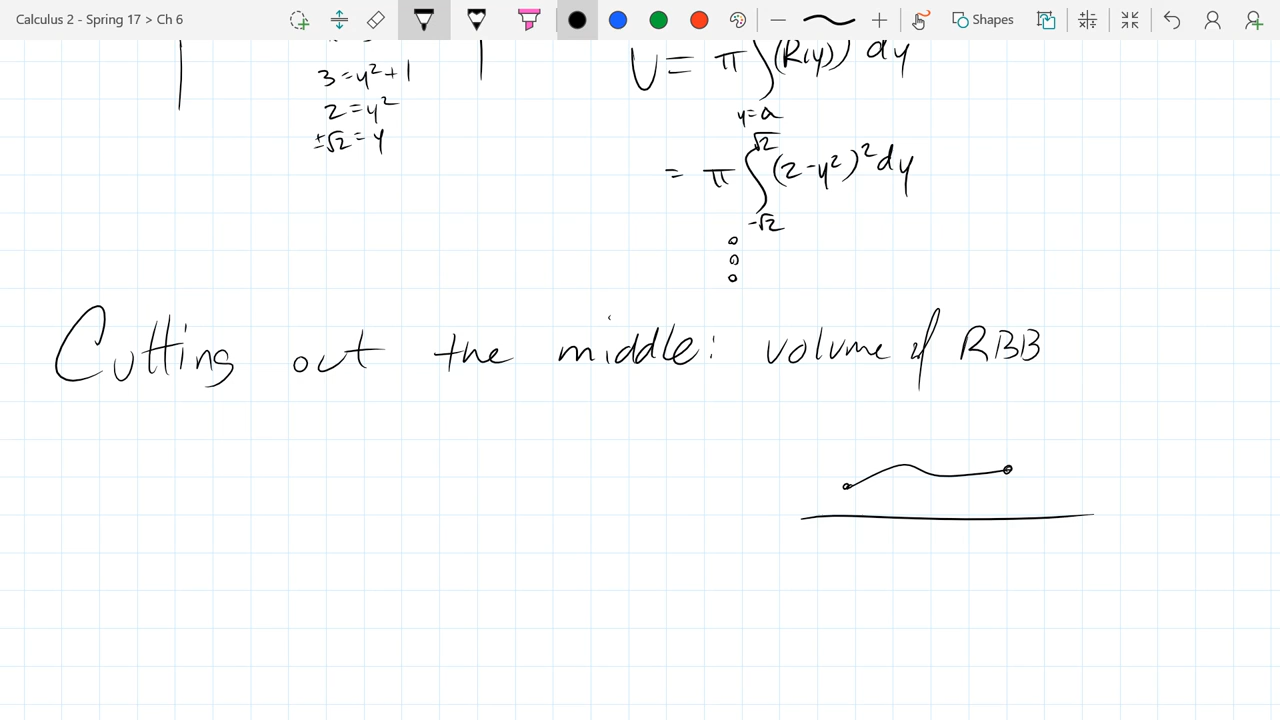 Calculus 2 - Spring 17 > Ch 6
Shapes
3 = y² + 1
2 = y²
±√2 = y
V = π ∫ (R(y))² dy
y=a
= π ∫ (2 - y²)² dy
√2
-√2
Cutting out the middle: volume of RBB